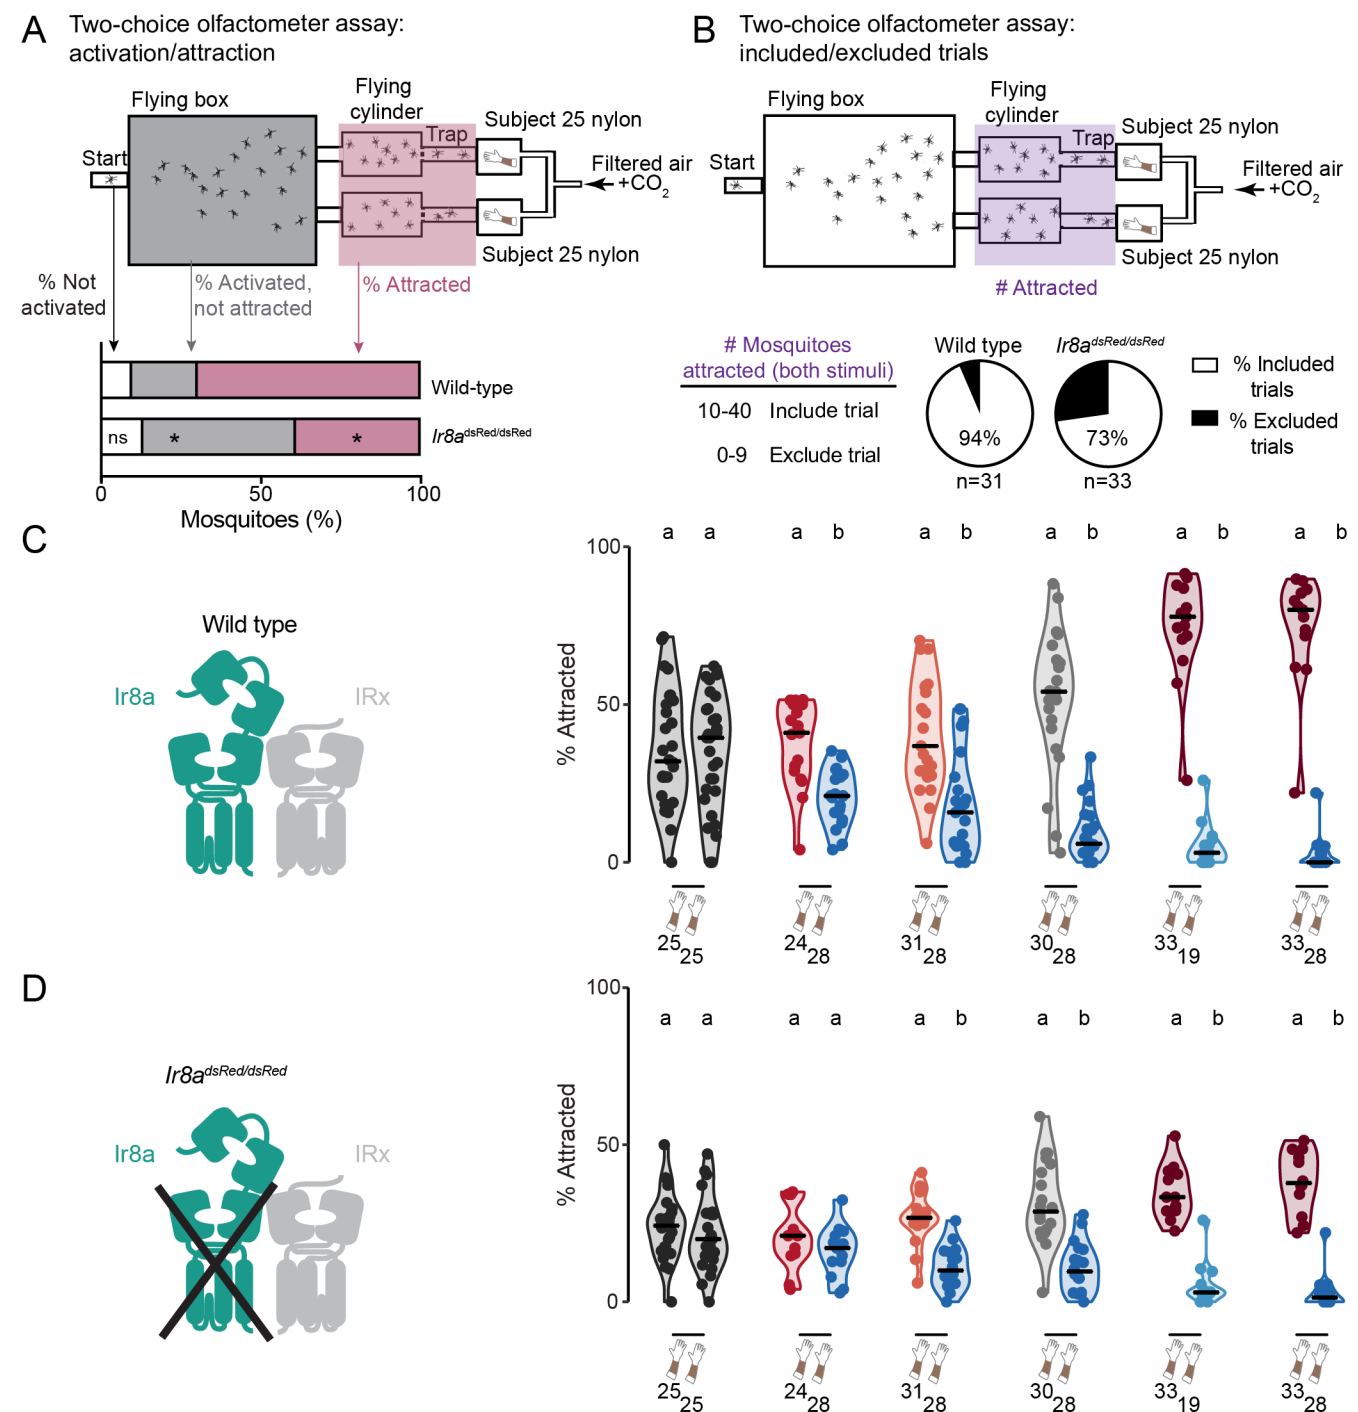 A
Two-choice olfactometer assay:
activation/attraction
Flying box
Flying
cylinder
Trap
Subject 25 nylon
Start
Filtered air
+CO2
Subject 25 nylon
% Not
activated
% Activated,
not attracted
% Attracted
Wild-type
ns
*
*
Ir8adsRed/dsRed
0
50
100
Mosquitoes (%)
B
Two-choice olfactometer assay:
included/excluded trials
Flying box
Flying
cylinder
Trap
Subject 25 nylon
Start
Filtered air
+CO2
Subject 25 nylon
# Attracted
# Mosquitoes
attracted (both stimuli)
10-40 Include trial
0-9 Exclude trial
Wild type
94%
n=31
Ir8adsRed/dsRed
73%
n=33
% Included
trials
% Excluded
trials
C
Wild type
Ir8a
IRx
% Attracted
100
50
0
a a a b a b a b a b a b
25 25 24 28 31 28 30 28 33 19 33 28
D
Ir8adsRed/dsRed
Ir8a
IRx
% Attracted
100
50
0
a a a a a b a b a b a b
25 25 24 28 31 28 30 28 33 19 33 28